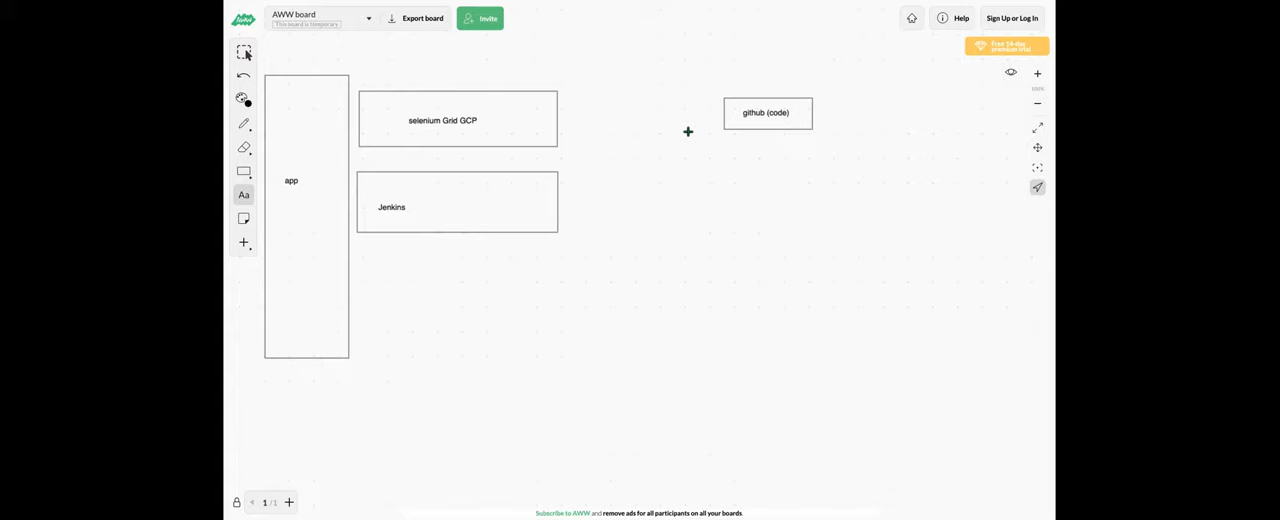 AWW board
This board is temporary
Export board
Invite
Help
Sign Up or Log In
Free 14-day
premium trial
100%
selenium Grid GCP
github (code)
app
Jenkins
Aa
1 /1
Subscribe to AWW and remove ads for all participants on all your boards.